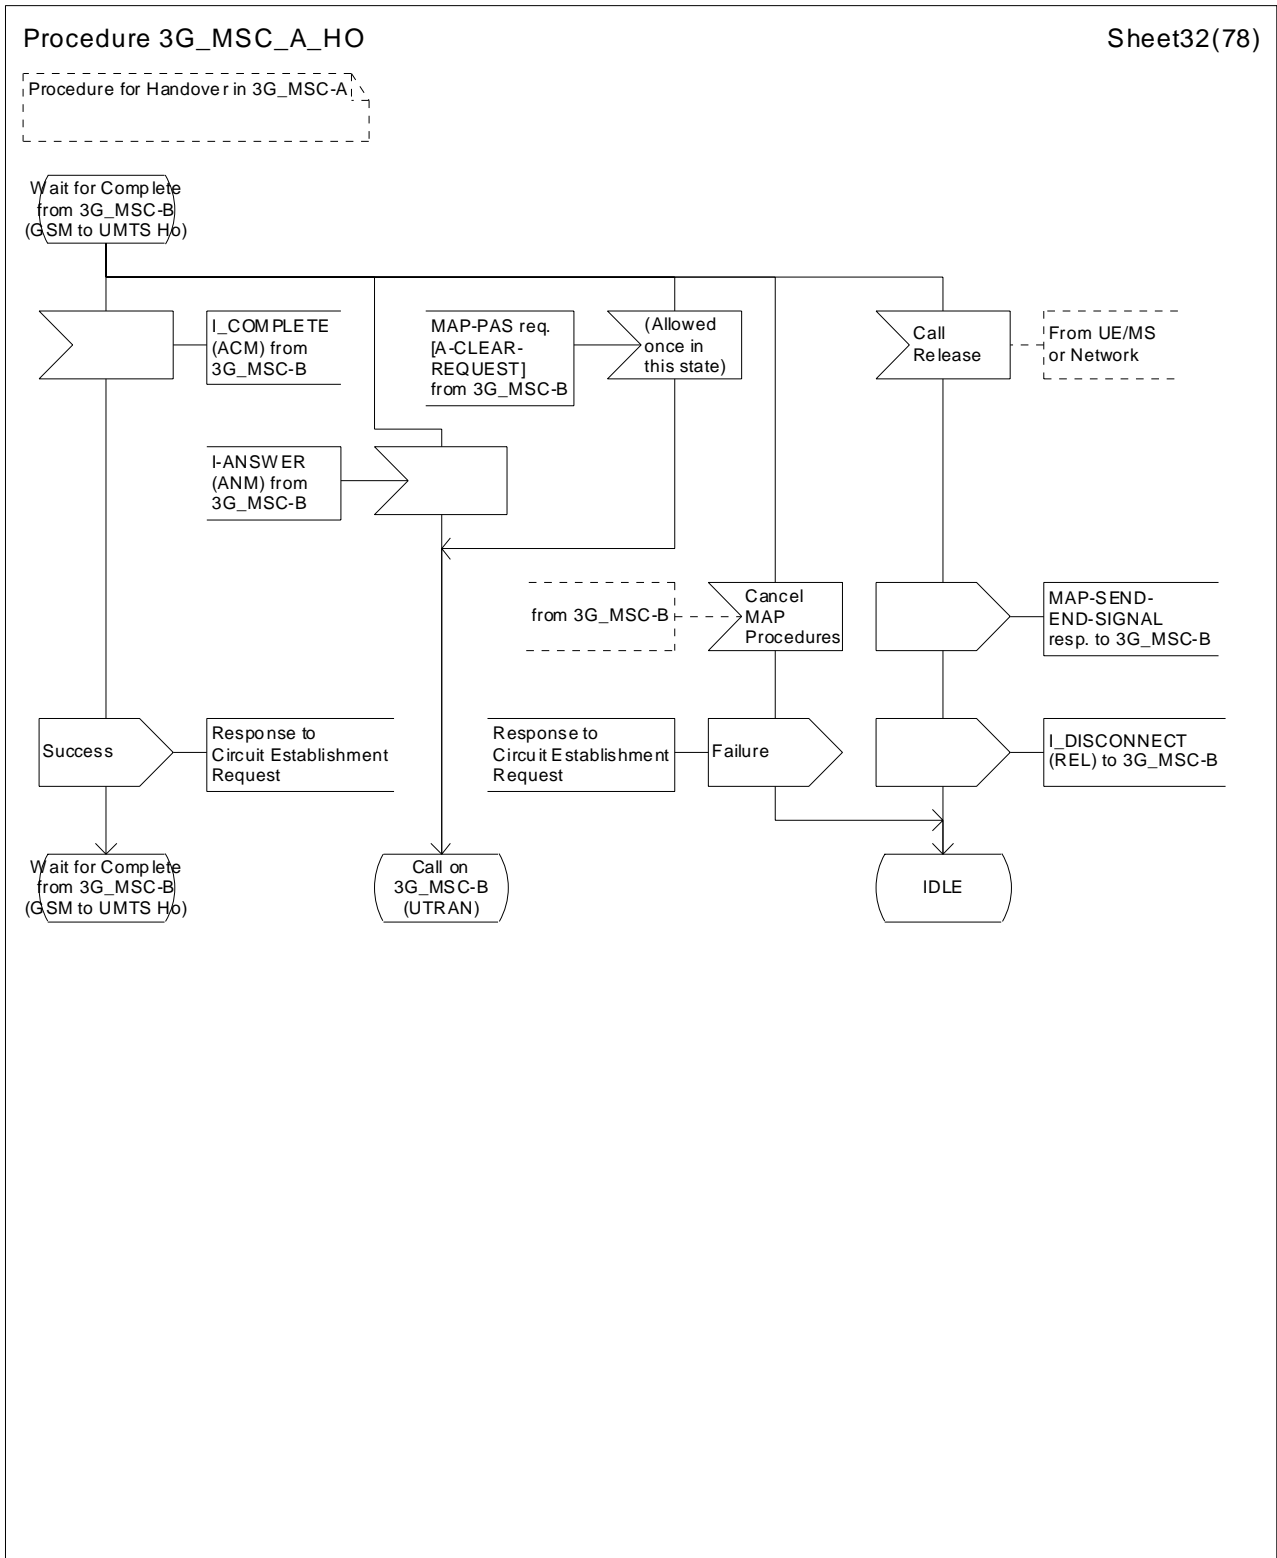 Procedure 3G_MSC_A_HO
Sheet32(78)
Procedure for Handover in 3G_MSC-A
Wait for Complete
from 3G_MSC-B
(GSM to UMTS Ho)
I_COMPLETE
(ACM) from
3G_MSC-B
MAP-PAS req.
[A-CLEAR-
REQUEST]
from 3G_MSC-B
(Allowed
once in
this state)
Call
Release
From UE/MS
or Network
I-ANSWER
(ANM) from
3G_MSC-B
from 3G_MSC-B
Cancel
MAP
Procedures
MAP-SEND-
END-SIGNAL
resp. to 3G_MSC-B
Success
Response to
Circuit Establishment
Request
Response to
Circuit Establishment
Request
Failure
I_DISCONNECT
(REL) to 3G_MSC-B
Wait for Complete
from 3G_MSC-B
(GSM to UMTS Ho)
Call on
3G_MSC-B
(UTRAN)
IDLE